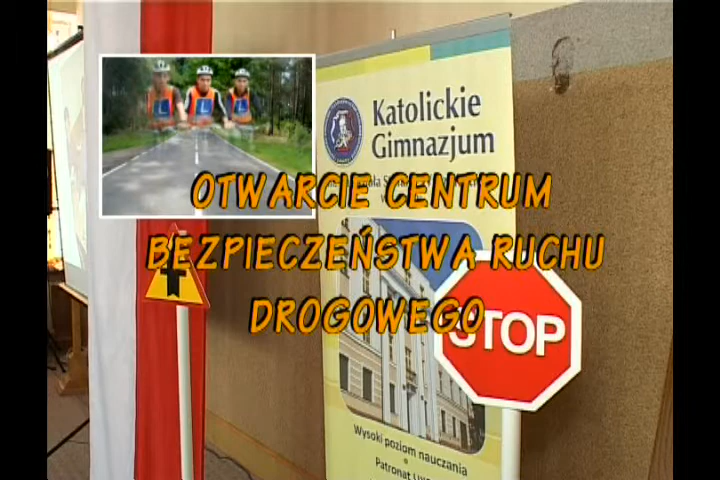 L L L
Katolickie
Gimnazjum
OTWARCIE CENTRUM
BEZPIECZEŃSTWA RUCHU
DROGOWEGO
STOP
Wysoki poziom nauczania
Patronat